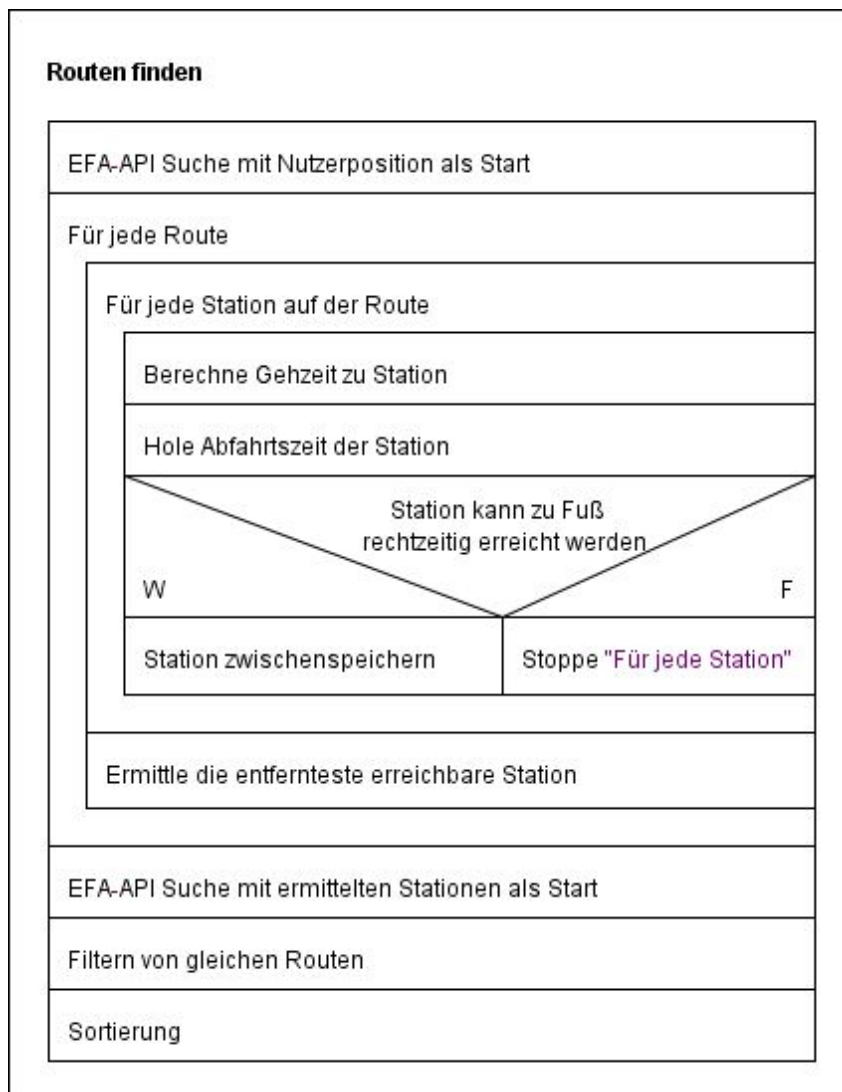 Routen finden
EFA-API Suche mit Nutzerposition als Start
Für jede Route
Für jede Station auf der Route
Berechne Gehzeit zu Station
Hole Abfahrtszeit der Station
Station kann zu Fuß
rechtzeitig erreicht werden
W
F
Station zwischenspeichern
Stoppe "Für jede Station"
Ermittle die entfernteste erreichbare Station
EFA-API Suche mit ermittelten Stationen als Start
Filtern von gleichen Routen
Sortierung